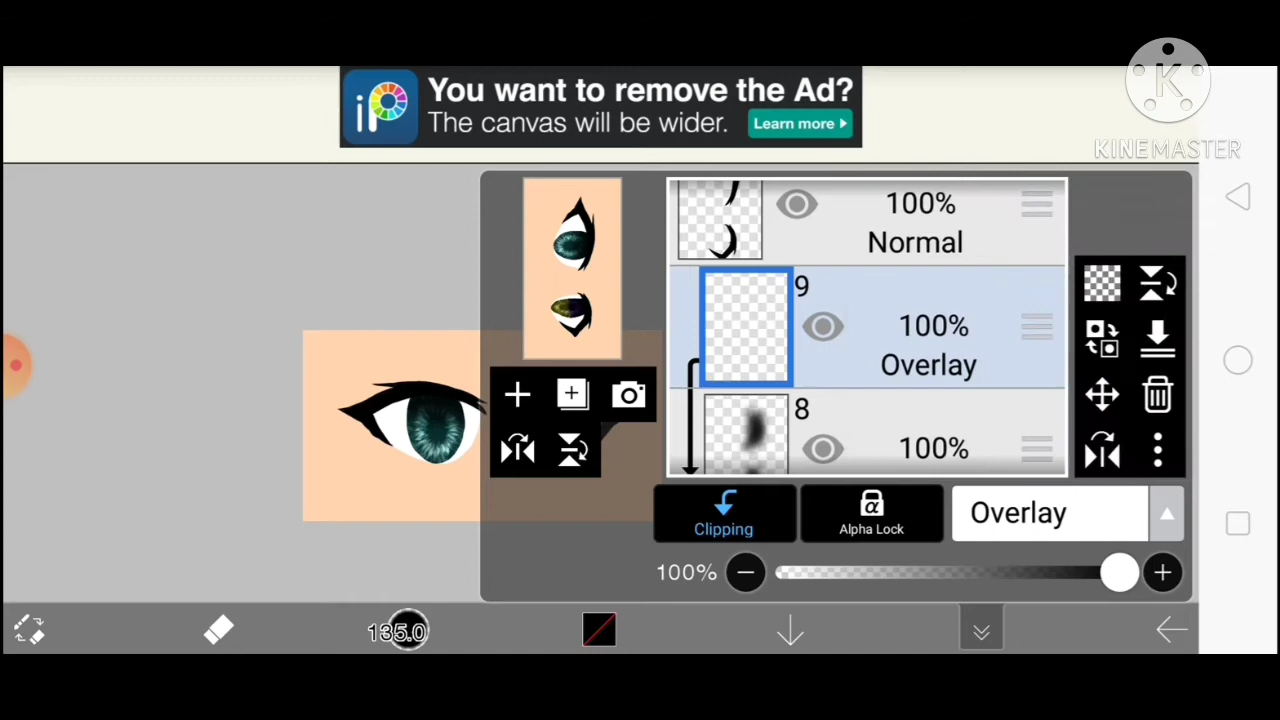 iP
You want to remove the Ad?
The canvas will be wider.
Learn more
K
KINEMASTER
100%
Normal
9
100%
Overlay
8
100%
Clipping
α
Alpha Lock
Overlay
100%
135.0